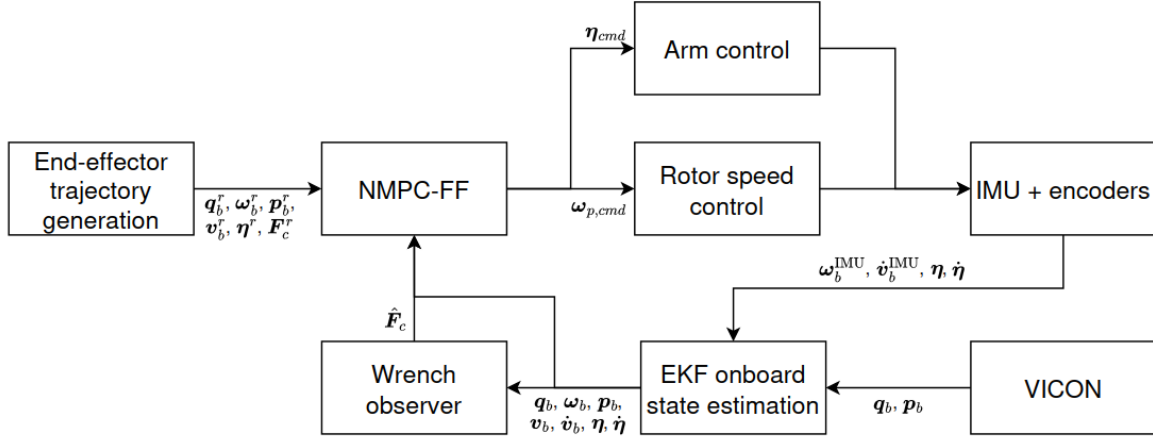 η_cmd
Arm control
End-effector
trajectory
generation
q_b^r, ω_b^r, p_b^r,
v_b^r, η^r, F_c^r
NMPC-FF
ω_p,cmd
Rotor speed
control
IMU + encoders
ω_b^IMU, v̇_b^IMU, η, η̇
F̂_c
Wrench
observer
q_b, ω_b, p_b,
v_b, v̇_b, η, η̇
EKF onboard
state estimation
q_b, p_b
VICON